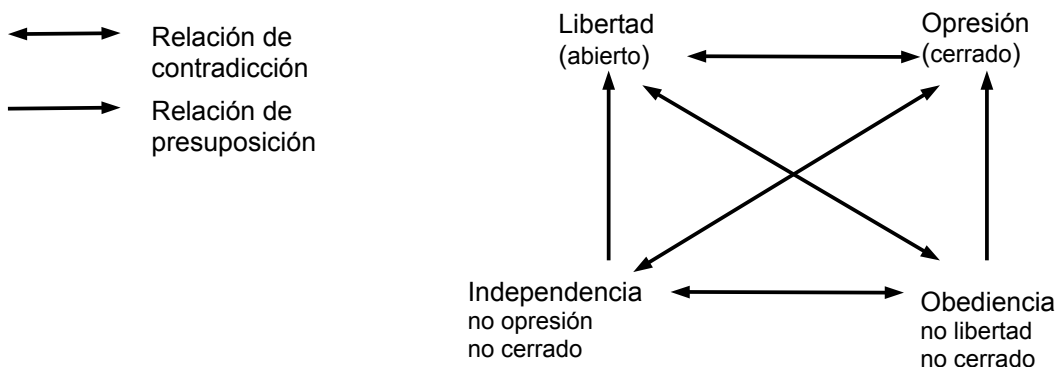 Relación de
contradicción
Relación de
presuposición
Libertad
(abierto)
Opresión
(cerrado)
Independencia
no opresión
no cerrado
Obediencia
no libertad
no cerrado